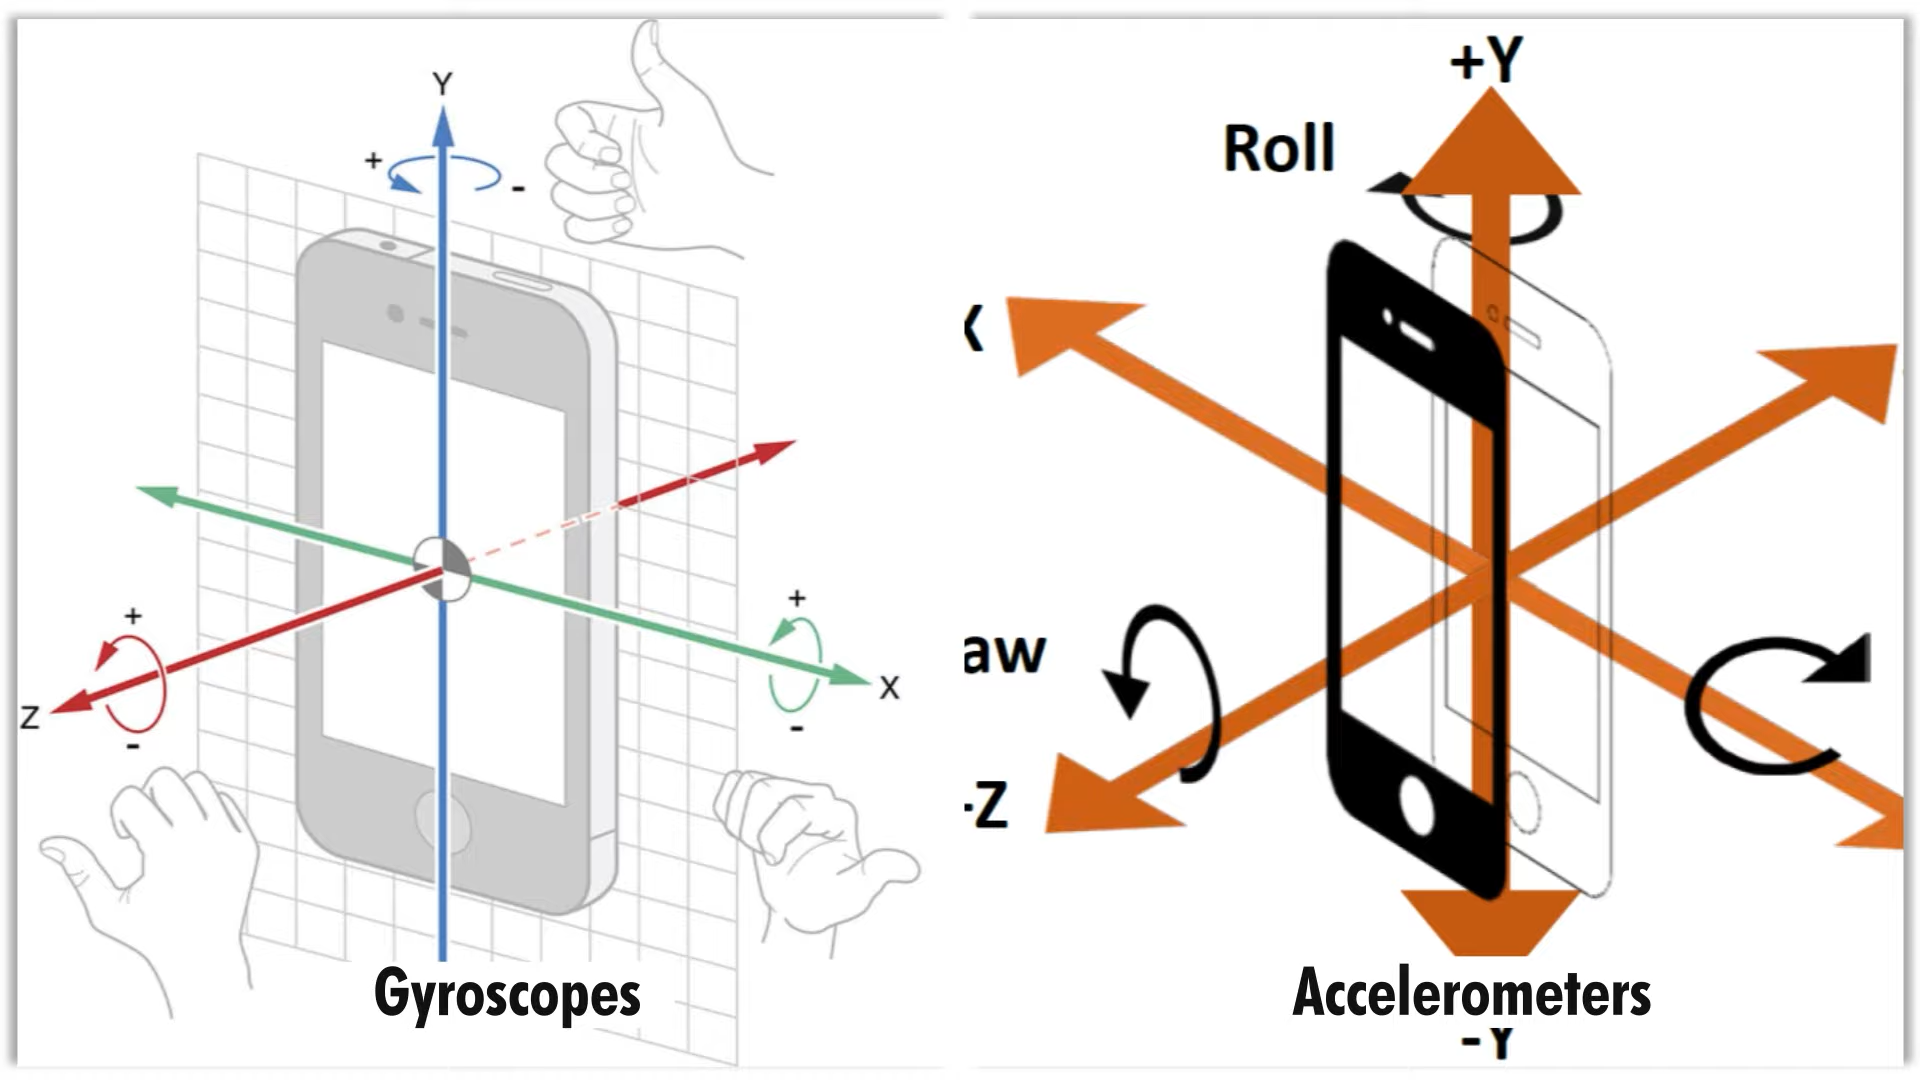 Y
+
-
+
-
X
Z
+
-
Gyroscopes
+Y
Roll
X
aw
-Z
Accelerometers
-Y